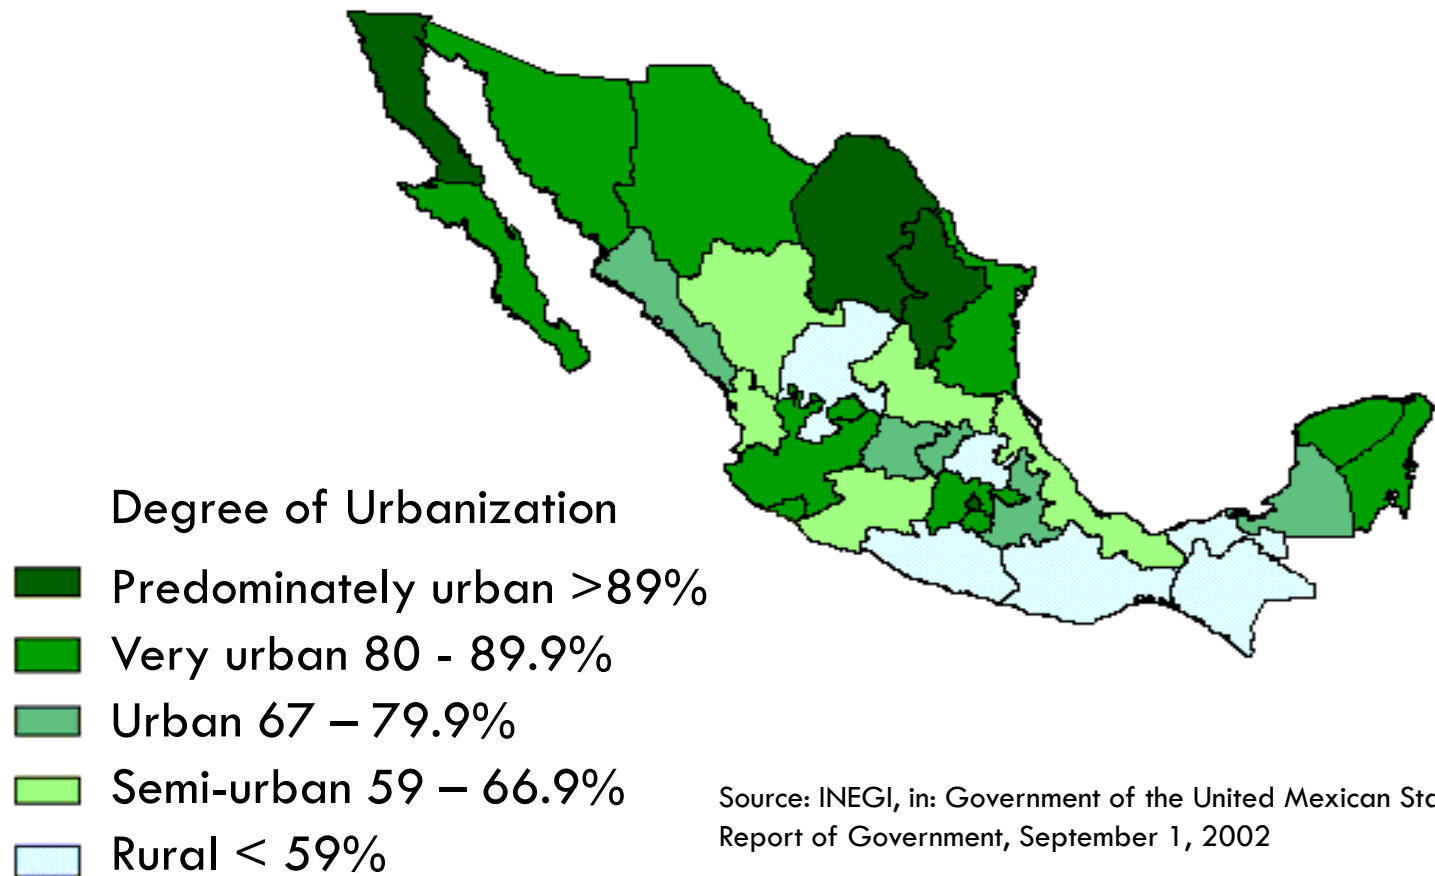 Degree of Urbanization
Predominately urban >89%
Very urban 80 - 89.9%
Urban 67 – 79.9%
Semi-urban 59 – 66.9%
Rural < 59%
Source: INEGI, in: Government of the United Mexican
Report of Government, September 1, 2002